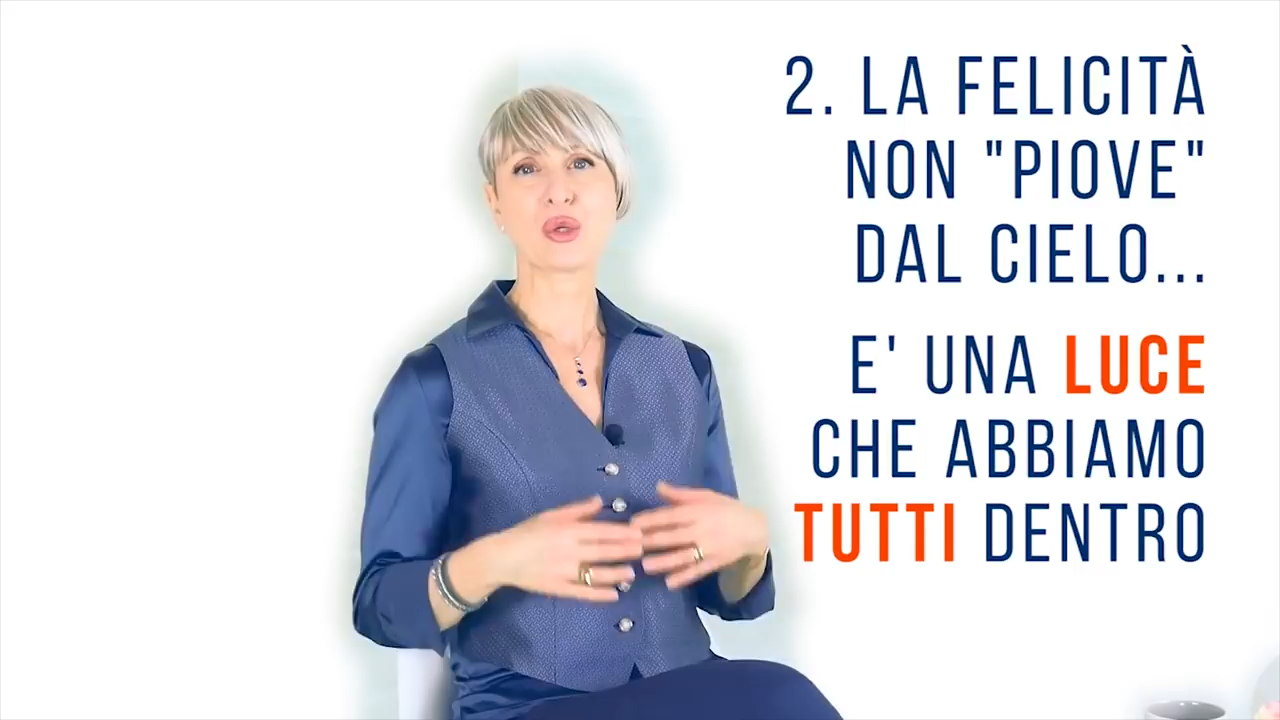 2. LA FELICITÀ
NON "PIOVE"
DAL CIELO...
E' UNA LUCE
CHE ABBIAMO
TUTTI DENTRO